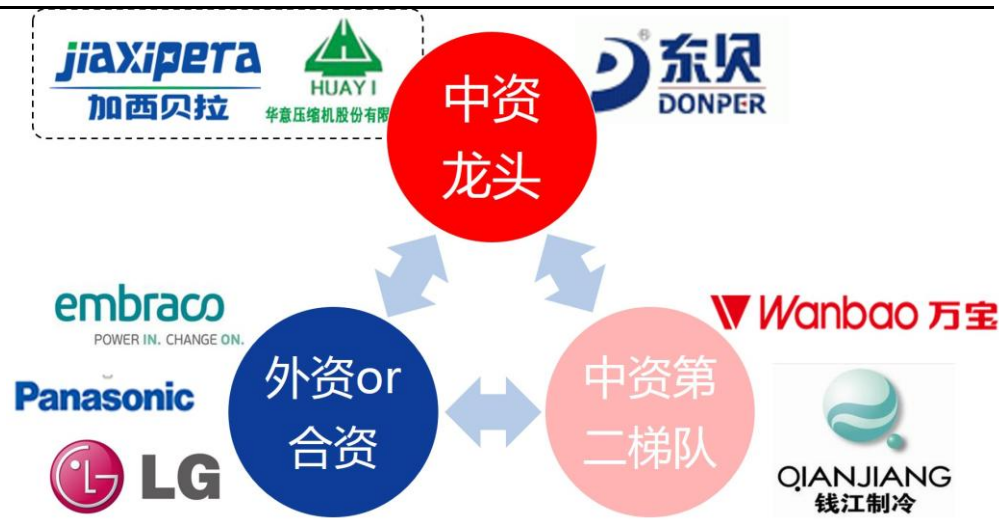 jiaxipera
加西贝拉
HUAYI
华意压缩机股份有限
中资
龙头
东贝
DONPER
embraco
POWER IN. CHANGE ON.
Panasonic
LG
外资or
合资
中资第
二梯队
Wanbao 万宝
QIANJIANG
钱江制冷